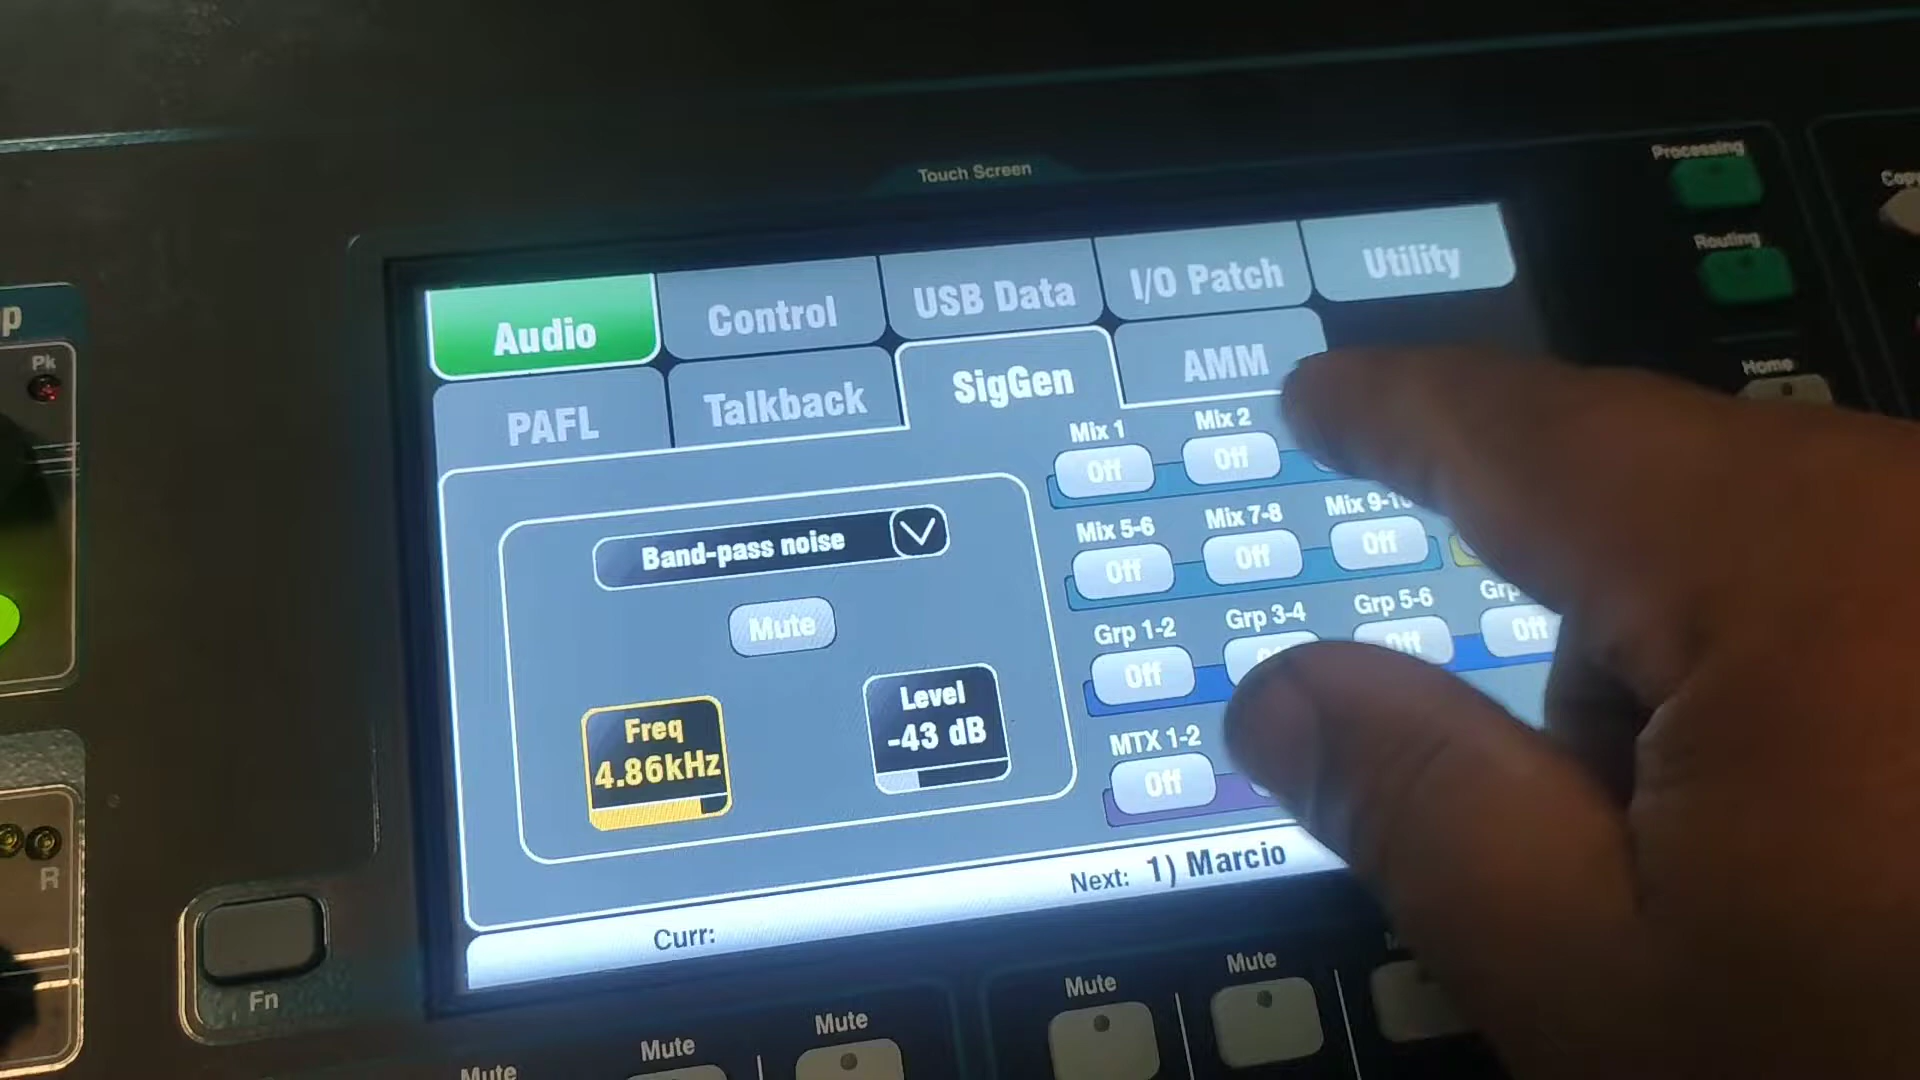 Touch Screen
Processing
Routing
Home
Pk
R
Fn
Audio
Control
USB Data
I/O Patch
Utility
PAFL
Talkback
SigGen
AMM
Band-pass noise
Mute
Freq
4.86kHz
Level
-43 dB
Mix 1
Mix 2
Off
Off
Mix 5-6
Mix 7-8
Off
Off
Off
Grp 1-2
Grp 3-4
Grp 5-6
Off
Off
Off
MTX 1-2
Off
Next: 1) Marcio
Curr:
Mute
Mute
Mute
Mute
Mute